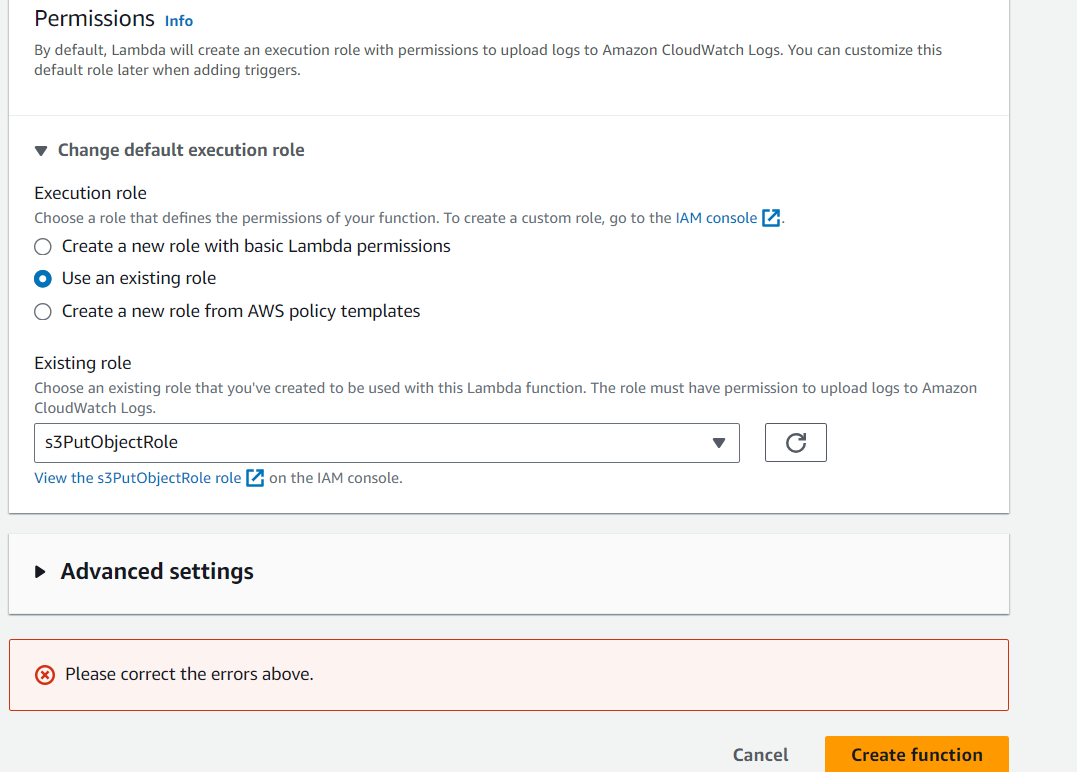 Permissions Info
By default, Lambda will create an execution role with permissions to upload logs to Amazon CloudWatch Logs. You can customize this
default role later when adding triggers.
Change default execution role
Execution role
Choose a role that defines the permissions of your function. To create a custom role, go to the IAM console.
Create a new role with basic Lambda permissions
Use an existing role
Create a new role from AWS policy templates
Existing role
Choose an existing role that you've created to be used with this Lambda function. The role must have permission to upload logs to Amazon
CloudWatch Logs.
s3PutObjectRole
View the s3PutObjectRole role on the IAM console.
Advanced settings
Please correct the errors above.
Cancel Create function